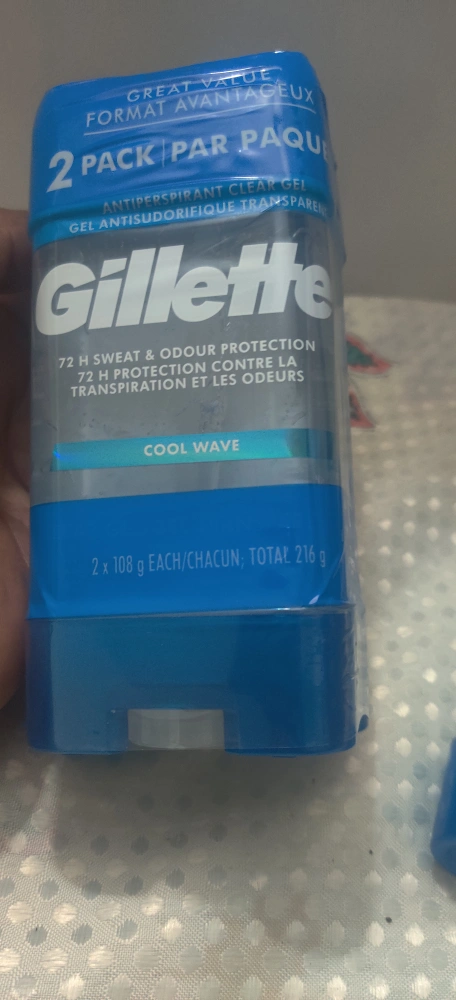 GREAT VALUE
FORMAT AVANTAGEUX
2 PACK | PAR PAQUE
ANTIPERSPIRANT CLEAR GEL
GEL ANTISUDORIFIQUE TRANSPAREN
Gillette
72 H SWEAT & ODOUR PROTECTION
72 H PROTECTION CONTRE LA
TRANSPIRATION ET LES ODEURS
COOL WAVE
2 x 108 g EACH/CHACUN; TOTAL 216 g